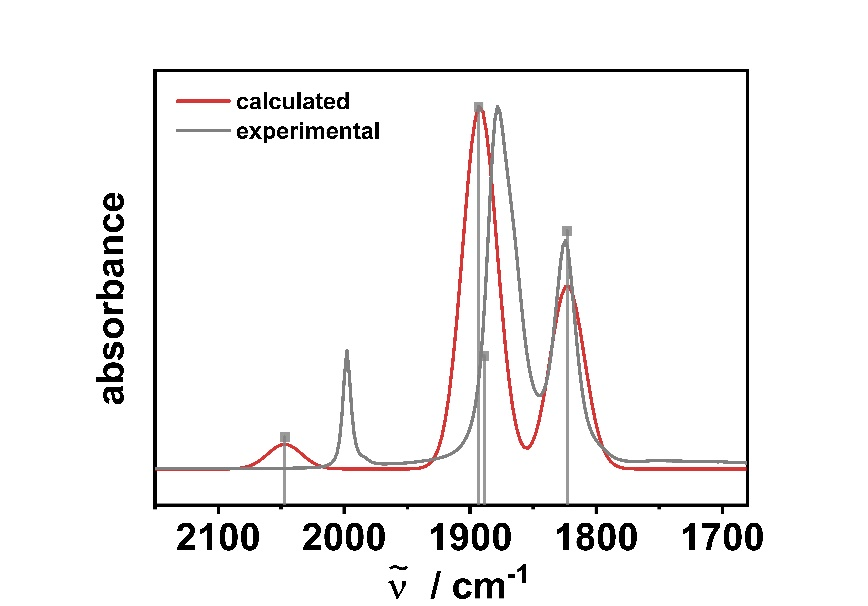 calculated
experimental
absorbance
2100 2000 1900 1800 1700
ν̃ / cm⁻¹